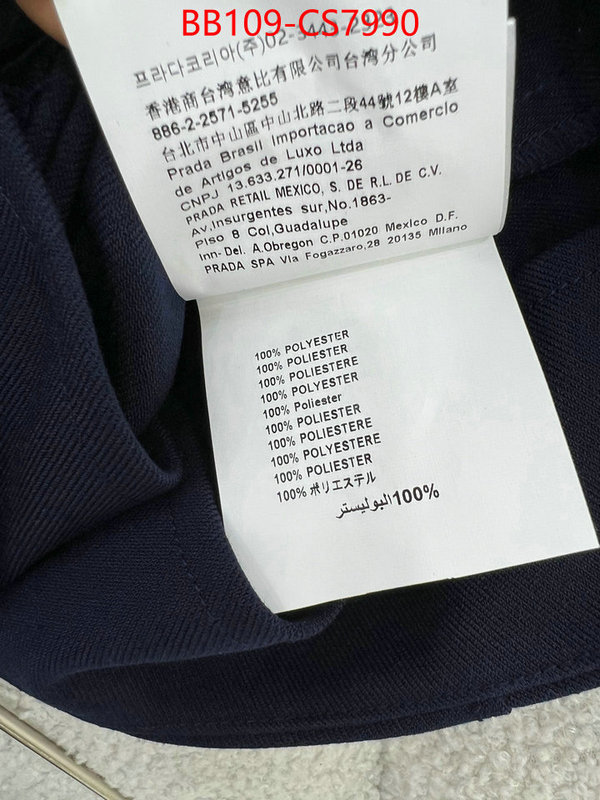 BB109-CS7990
프라다코리아(주)02-3443-
香港商台湾意比有限公司台湾分公司
886-2-2571-5255
台北市中山區中山北路二段44號12樓A室
Prada Brasil Importacao a Comercio
de Artigos de Luxo Ltda
CNPJ 13.633.271/0001-26
PRADA RETAIL MEXICO, S. DE R.L. DE C.V.
Av,Insurgentes sur,No.1863-
Piso 8 Col,Guadalupe
Inn-Del. A.Obregon C.P.01020 Mexico D.F.
PRADA SPA Via Fogazzaro,28 20135 Milano
100% POLYESTER
100% POLIESTER
100% POLIESTERE
100% POLYESTER
100% Poliester
100% POLIESTER
100% POLIESTERE
100% POLYESTERE
100% POLIESTER
100% ポリエステル
100% البوليستر